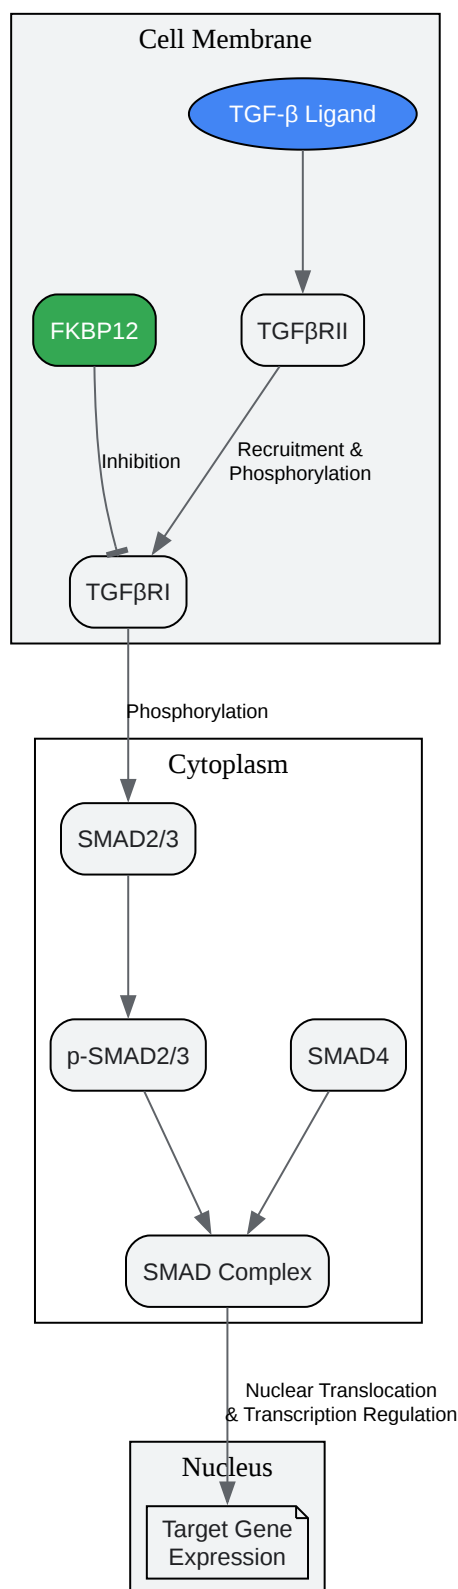 Cell Membrane
TGF-β Ligand
FKBP12
TGFβRII
Inhibition
Recruitment &
Phosphorylation
TGFβRI
Phosphorylation
Cytoplasm
SMAD2/3
p-SMAD2/3
SMAD4
SMAD Complex
Nuclear Translocation
& Transcription Regulation
Nucleus
Target Gene
Expression